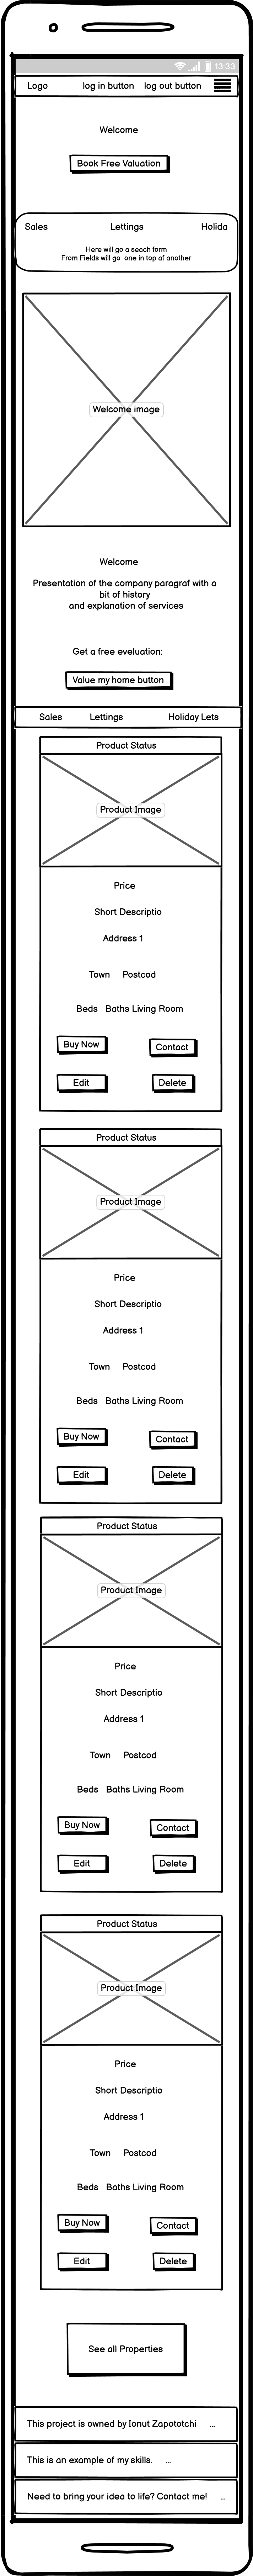 13:33
Logo log in button log out button
Welcome
Book Free Valuation
Sales Lettings Holida
Here will go a seach form
From Fields will go one in top af another
Welcome image
Welcome
Presentation of the company paragraf with a
bit of history
and explanation of services
Get a free eveluation:
Value my home button
Sales Lettings Holiday Lets
Product Status
Product Image
Price
Short Descriptio
Address 1
Town Postcod
Beds Baths Living Room
Buy Now Contact
Edit Delete
Product Status
Product Image
Price
Short Descriptio
Address 1
Town Postcod
Beds Baths Living Room
Buy Now Contact
Edit Delete
Product Status
Product Image
Price
Short Descriptio
Address 1
Town Postcod
Beds Baths Living Room
Buy Now Contact
Edit Delete
Product Status
Product Image
Price
Short Descriptio
Address 1
Town Postcod
Beds Baths Living Room
Buy Now Contact
Edit Delete
See all Properties
This project is owned by Ionut Zapototchi ...
This is an example of my skills. ...
Need to bring your idea to life? Contact me! ...